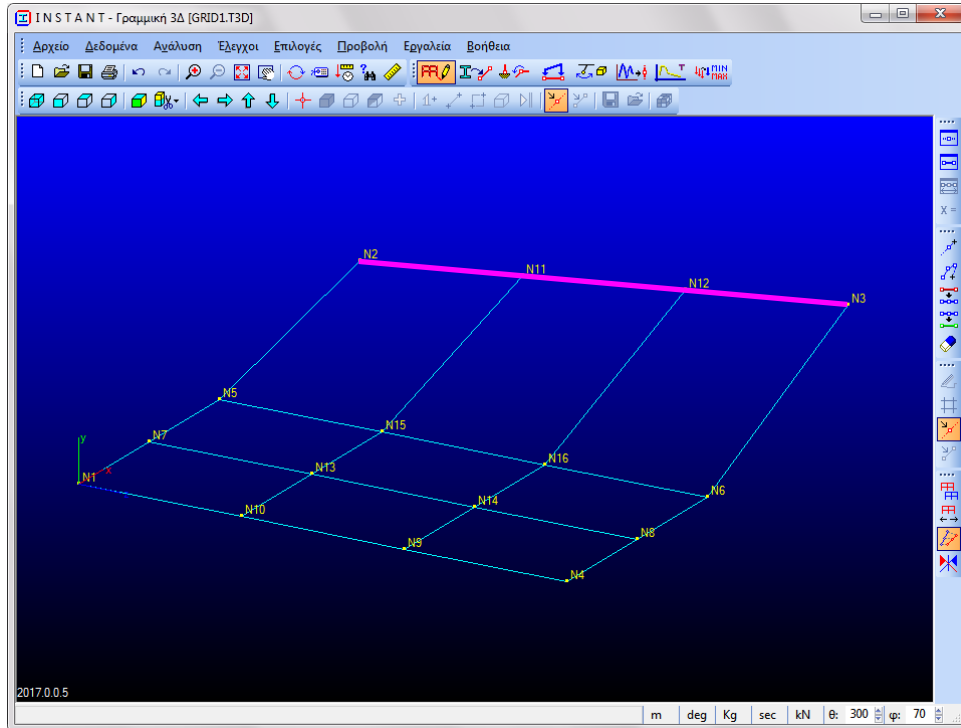 I N S T A N T - Γραμμική 3Δ [GRID1.T3D]
Αρχείο Δεδομένα Ανάλυση Έλεγχοι Επιλογές Προβολή Εργαλεία Βοήθεια
MIN
MAX
X =
N2
N11
N12
N3
N5
N15
N16
N6
N7
N13
N14
N8
y
x
N1
N10
N9
N4
2017.0.0.5
m deg Kg sec kN θ: 300 φ: 70